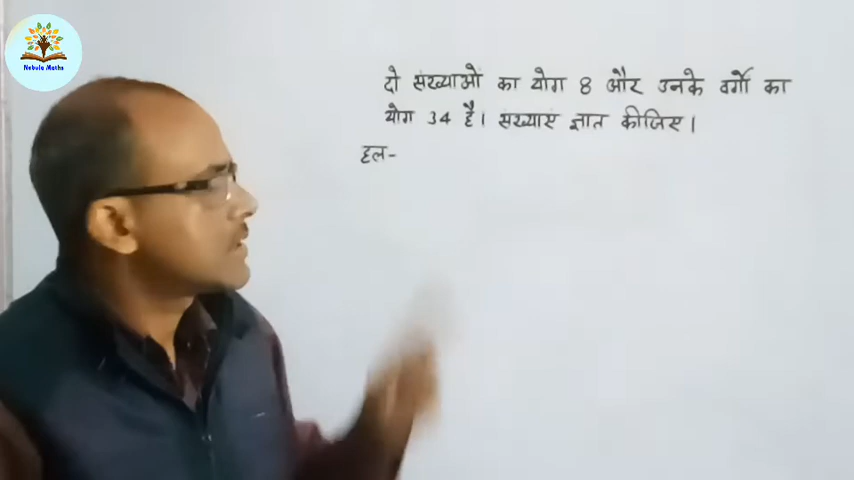 Nebula Maths
दो संख्याओं का योग 8 और उनके वर्गों का
योग 34 है। संख्याएं ज्ञात कीजिए।
हल-